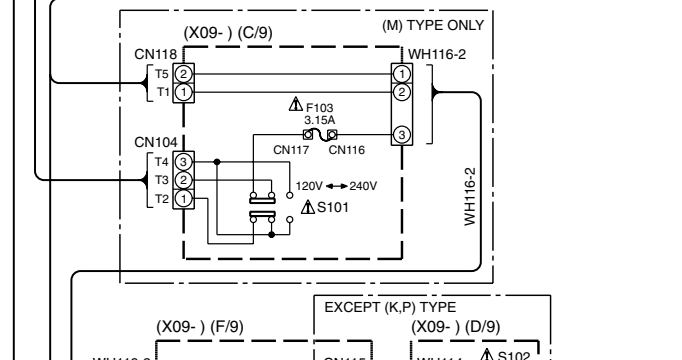 (M) TYPE ONLY
(X09- ) (C/9)
CN118
WH116-2
T5 2
1
T1 1
2
F103
3.15A
3
CN104
CN117 CN116
T4 3
T3 2
120V 240V
T2 1
S101
WH116-2
EXCEPT (K,P) TYPE
(X09- ) (F/9)
(X09- ) (D/9)
S102